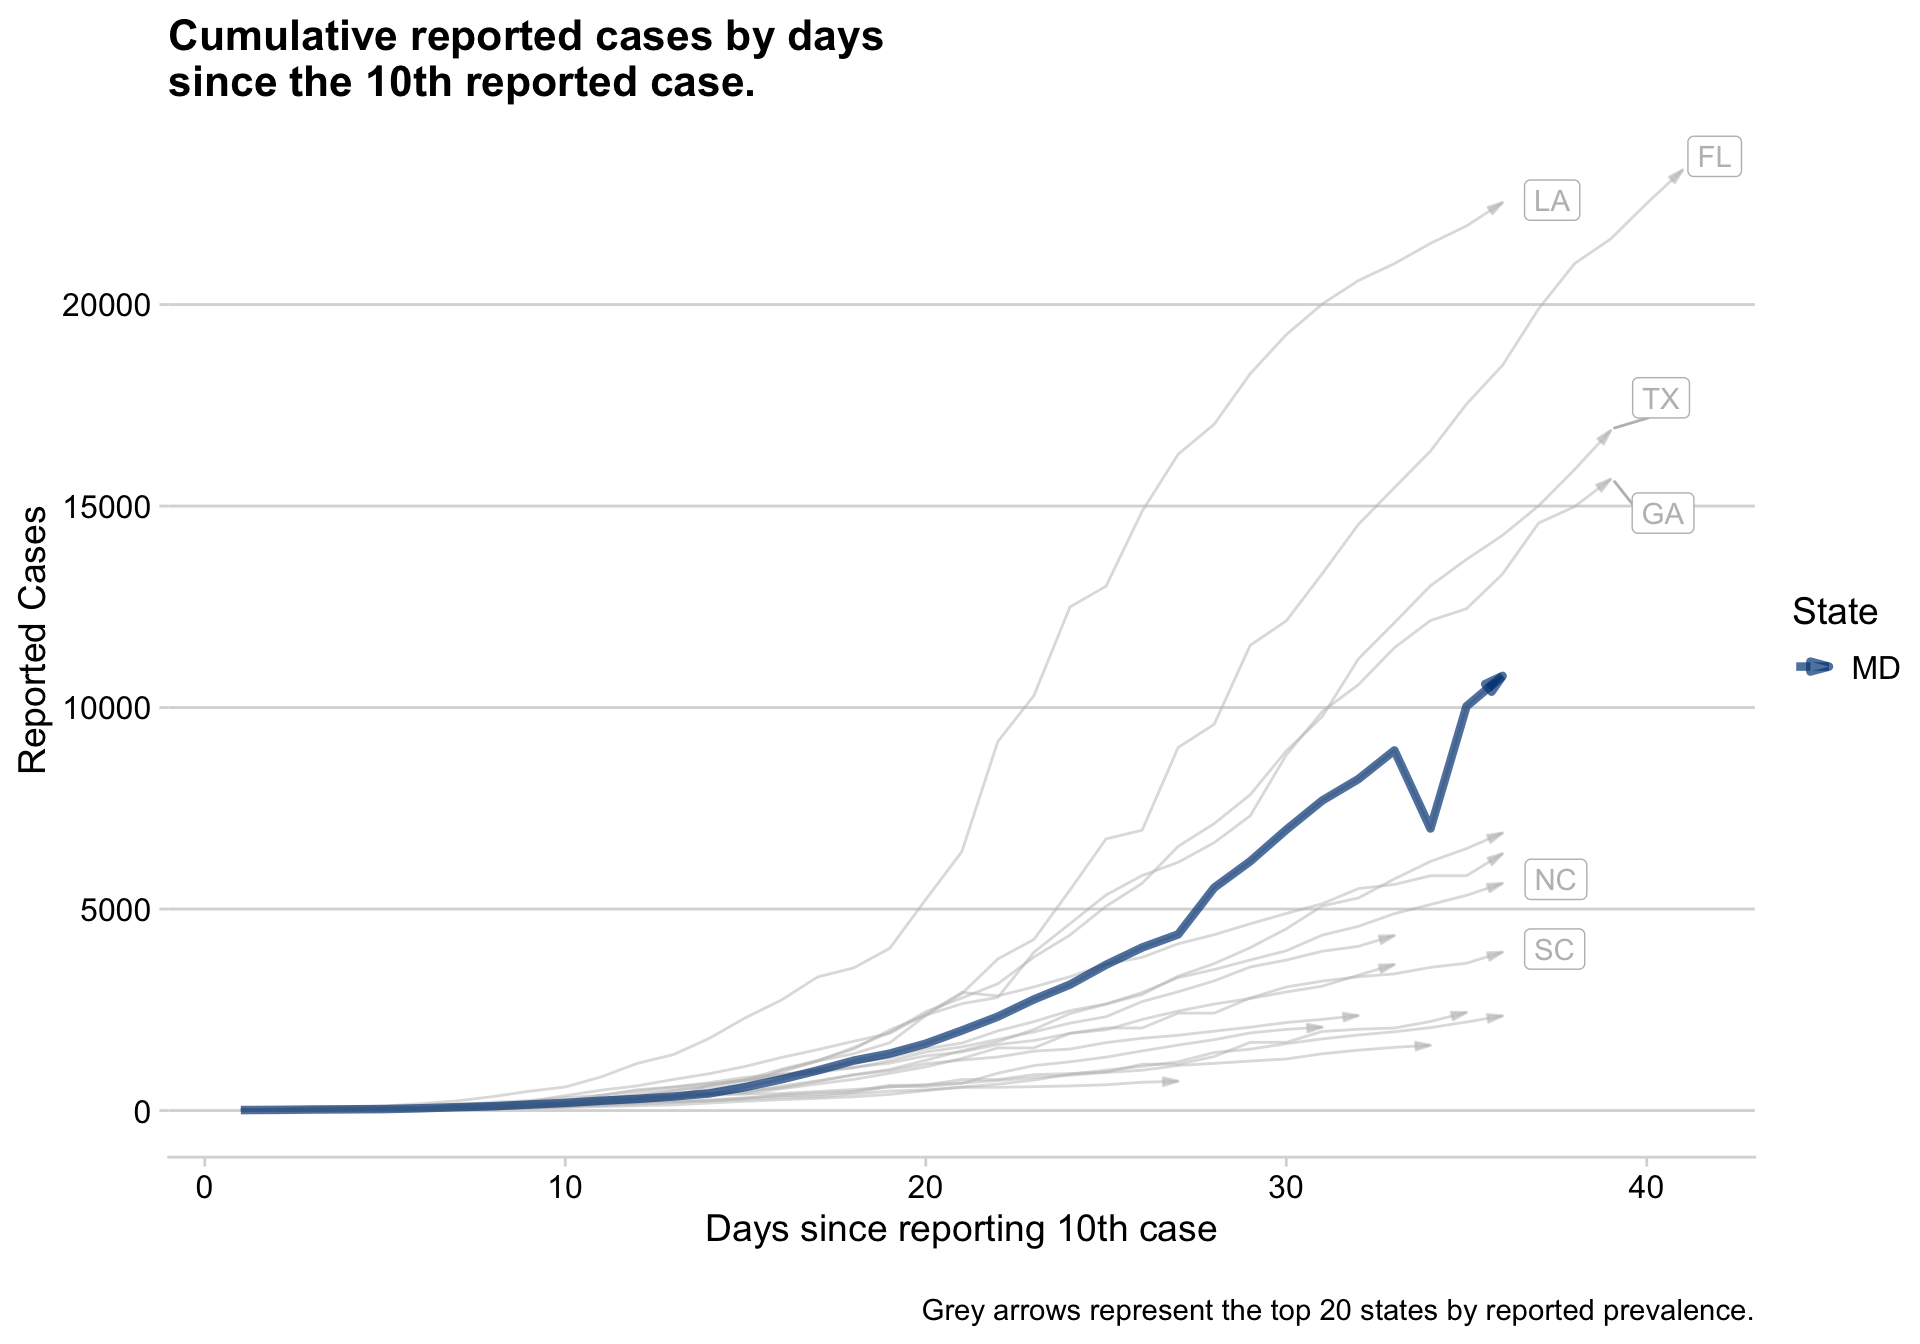 Cumulative reported cases by days
since the 10th reported case.
FL
LA
20000
TX
15000
GA
Reported Cases
State
MD
10000
NC
5000
SC
0
0 10 20 30 40
Days since reporting 10th case
Grey arrows represent the top 20 states by reported prevalence.